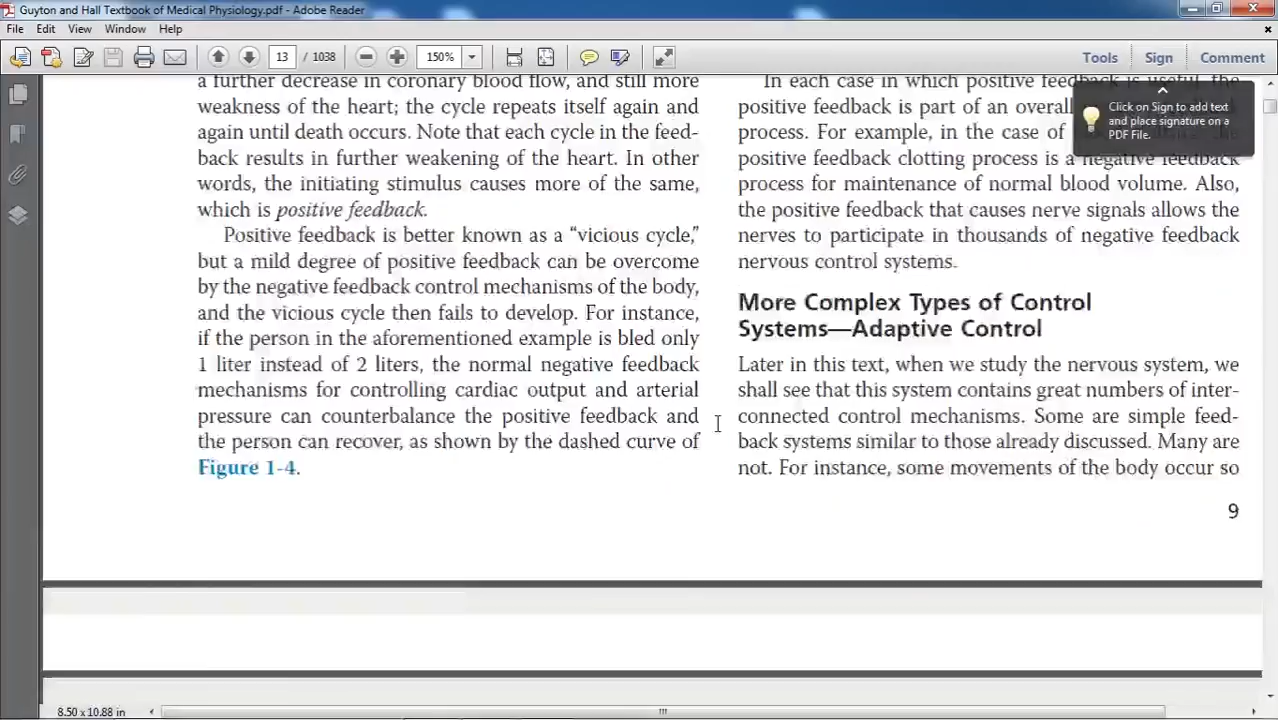 Guyton and Hall Textbook of Medical Physiology.pdf - Adobe Reader
File Edit View Window Help
13 / 1038 150% Tools Sign Comment
a further decrease in coronary blood flow, and still more
weakness of the heart; the cycle repeats itself again and
again until death occurs. Note that each cycle in the feed-
back results in further weakening of the heart. In other
words, the initiating stimulus causes more of the same,
which is positive feedback.
Positive feedback is better known as a “vicious cycle,”
but a mild degree of positive feedback can be overcome
by the negative feedback control mechanisms of the body,
and the vicious cycle then fails to develop. For instance,
if the person in the aforementioned example is bled only
1 liter instead of 2 liters, the normal negative feedback
mechanisms for controlling cardiac output and arterial
pressure can counterbalance the positive feedback and
the person can recover, as shown by the dashed curve of
Figure 1-4.
In each case in which positive feedback is useful, the
positive feedback is part of an overall
process. For example, in the case of
positive feedback clotting process is a negative feedback
process for maintenance of normal blood volume. Also,
the positive feedback that causes nerve signals allows the
nerves to participate in thousands of negative feedback
nervous control systems.
More Complex Types of Control
Systems—Adaptive Control
Later in this text, when we study the nervous system, we
shall see that this system contains great numbers of inter-
connected control mechanisms. Some are simple feed-
back systems similar to those already discussed. Many are
not. For instance, some movements of the body occur so
9
Click on Sign to add text
and place signature on a
PDF File.
8.50 x 10.88 in